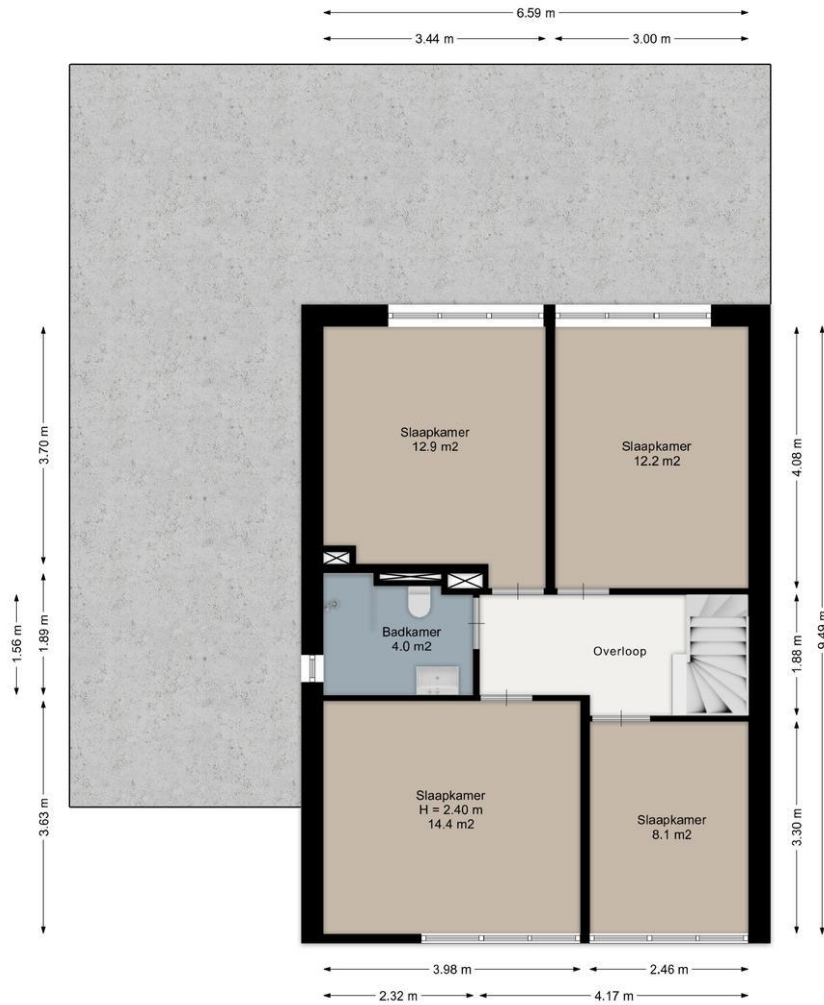 6.59 m
3.44 m
3.00 m
Slaapkamer
12.9 m2
Slaapkamer
12.2 m2
3.70 m
4.08 m
9.49 m
1.56 m
1.89 m
Badkamer
4.0 m2
Overloop
1.88 m
Slaapkamer
H = 2.40 m
14.4 m2
Slaapkamer
8.1 m2
3.63 m
3.30 m
3.98 m
2.46 m
2.32 m
4.17 m